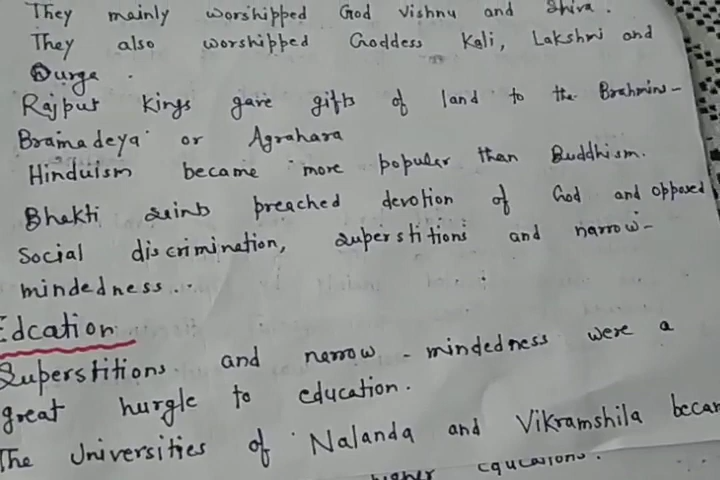 They mainly worshipped God Vishnu and Shiva.
They also worshipped Goddess Kali, Lakshmi and
Durga.
Rajput kings gave gifts of land to the Brahmins-
Bramadeya or Agrahara
Hinduism became more popular than Buddhism.
Bhakti saints preached devotion of God and opposed
Social discrimination, superstitions and narrow-
mindedness..
Edcation
Superstitions and narrow-mindedness were a
great hurgle to education.
The Universities of Nalanda and Vikramshila becam
higher